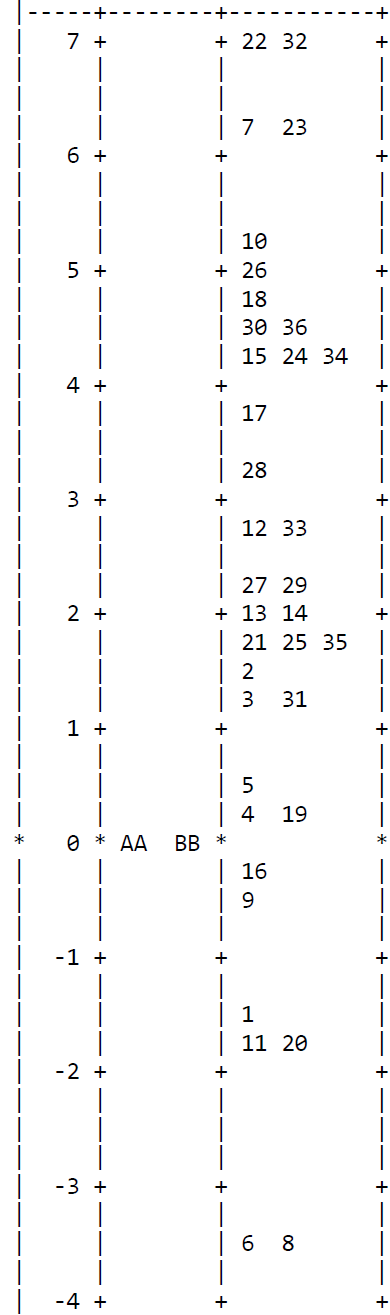 |-----+--------+-----------+
|   7 +        + 22 32     +
|     |        |           |
|     |        |           |
|     |        | 7  23     |
|   6 +        +           +
|     |        |           |
|     |        |           |
|     |        | 10        |
|   5 +        + 26        +
|     |        | 18        |
|     |        | 30 36     |
|     |        | 15 24 34  |
|   4 +        +           +
|     |        | 17        |
|     |        |           |
|     |        | 28        |
|   3 +        +           +
|     |        | 12 33     |
|     |        |           |
|     |        | 27 29     |
|   2 +        + 13 14     +
|     |        | 21 25 35  |
|     |        | 2         |
|     |        | 3  31     |
|   1 +        +           +
|     |        |           |
|     |        | 5         |
|     |        | 4  19     |
*   0 * AA  BB *           *
|     |        | 16        |
|     |        | 9         |
|     |        |           |
|  -1 +        +           +
|     |        |           |
|     |        | 1         |
|     |        | 11 20     |
|  -2 +        +           +
|     |        |           |
|     |        |           |
|     |        |           |
|  -3 +        +           +
|     |        |           |
|     |        | 6  8      |
|     |        |           |
|  -4 +        +           +